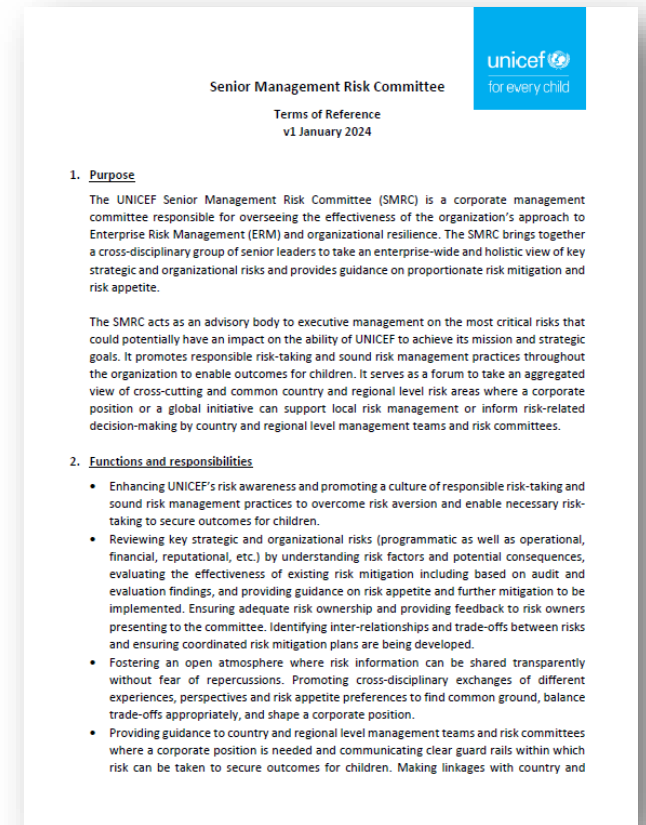 unicef
for every child
Senior Management Risk Committee
Terms of Reference
v1 January 2024
1. Purpose
The UNICEF Senior Management Risk Committee (SMRC) is a corporate management
committee responsible for overseeing the effectiveness of the organization's approach to
Enterprise Risk Management (ERM) and organizational resilience. The SMRC brings together
a cross-disciplinary group of senior leaders to take an enterprise-wide and holistic view of key
strategic and organizational risks and provides guidance on proportionate risk mitigation and
risk appetite.
The SMRC acts as an advisory body to executive management on the most critical risks that
could potentially have an impact on the ability of UNICEF to achieve its mission and strategic
goals. It promotes responsible risk-taking and sound risk management practices throughout
the organization to enable outcomes for children. It serves as a forum to take an aggregated
view of cross-cutting and common country and regional level risk areas where a corporate
position or a global initiative can support local risk management or inform risk-related
decision-making by country and regional level management teams and risk committees.
2. Functions and responsibilities
• Enhancing UNICEF's risk awareness and promoting a culture of responsible risk-taking and
sound risk management practices to overcome risk aversion and enable necessary risk-
taking to secure outcomes for children.
• Reviewing key strategic and organizational risks (programmatic as well as operational,
financial, reputational, etc.) by understanding risk factors and potential consequences,
evaluating the effectiveness of existing risk mitigation including based on audit and
evaluation findings, and providing guidance on risk appetite and further mitigation to be
implemented. Ensuring adequate risk ownership and providing feedback to risk owners
presenting to the committee. Identifying inter-relationships and trade-offs between risks
and ensuring coordinated risk mitigation plans are being developed.
• Fostering an open atmosphere where risk information can be shared transparently
without fear of repercussions. Promoting cross-disciplinary exchanges of different
experiences, perspectives and risk appetite preferences to find common ground, balance
trade-offs appropriately, and shape a corporate position.
• Providing guidance to country and regional level management teams and risk committees
where a corporate position is needed and communicating clear guard rails within which
risk can be taken to secure outcomes for children. Making linkages with country and